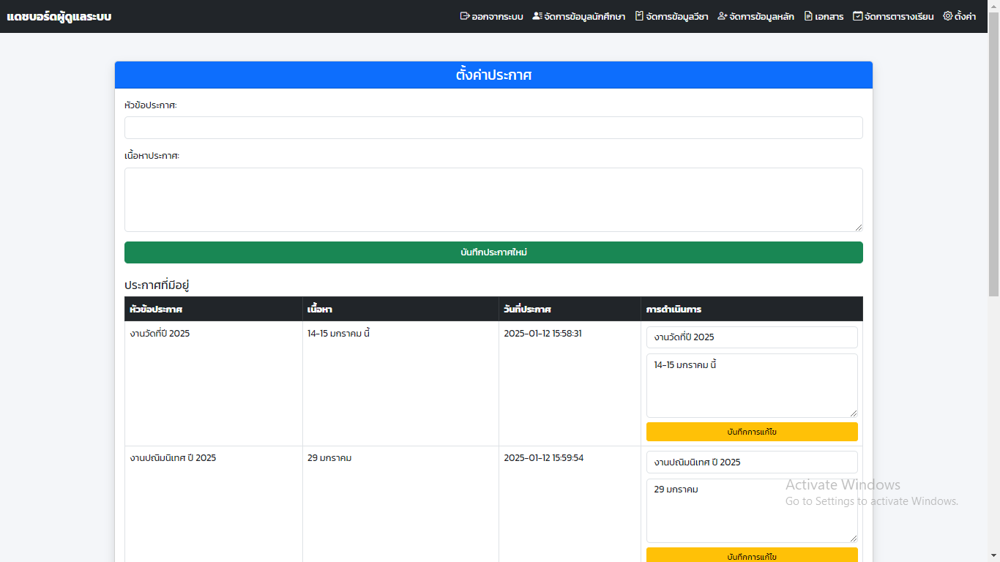 แดชบอร์ดผู้ดูแลระบบ ออกจากระบบ จัดการข้อมูลนักศึกษา จัดการข้อมูลวิชา จัดการข้อมูลหลัก เอกสาร จัดการตารางเรียน ตั้งค่า
ตั้งค่าประกาศ
หัวข้อประกาศ:
เนื้อหาประกาศ:
บันทึกประกาศใหม่
ประกาศที่มีอยู่
หัวข้อประกาศ เนื้อหา วันที่ประกาศ การดำเนินการ
งานวัดที่ปี 2025 14-15 มกราคม นี้ 2025-01-12 15:58:31 งานวัดที่ปี 2025
14-15 มกราคม นี้
บันทึกการแก้ไข
งานปณิมนิเทศ ปี 2025 29 มกราคม 2025-01-12 15:59:54 งานปณิมนิเทศ ปี 2025
29 มกราคม
Activate Windows
Go to Settings to activate Windows.
บันทึกการแก้ไข